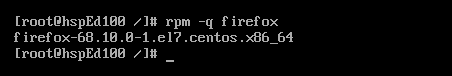 [root@hspEd100 /]# rpm -q firefox
firefox-68.10.0-1.el7.centos.x86_64
[root@hspEd100 /]# _